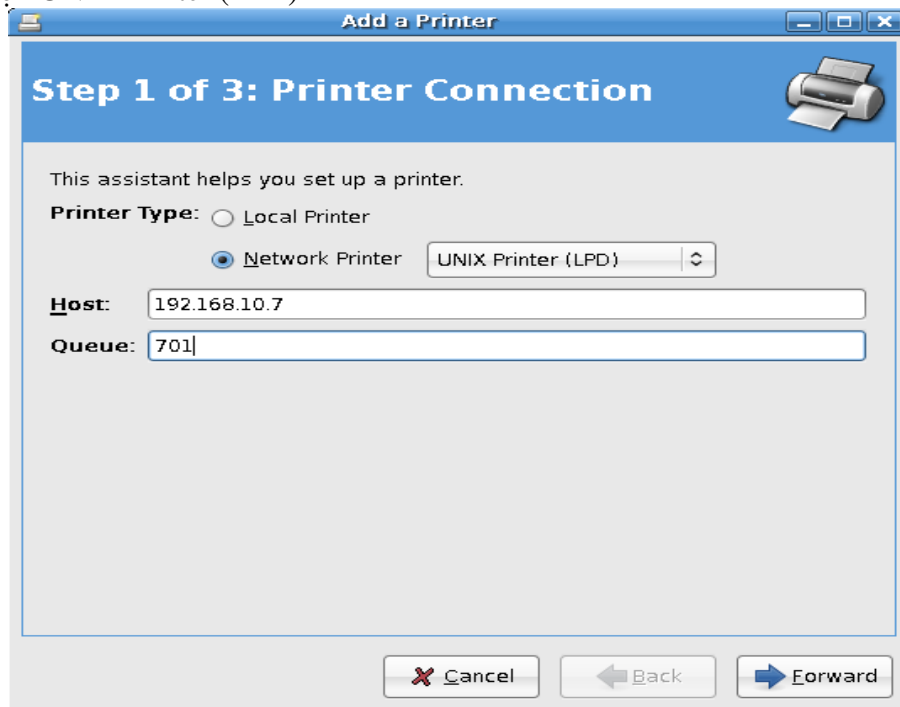 Add a Printer
Step 1 of 3: Printer Connection
This assistant helps you set up a printer.
Printer Type: Local Printer
Network Printer UNIX Printer (LPD)
Host: 192.168.10.7
Queue: 701
Cancel Back Forward